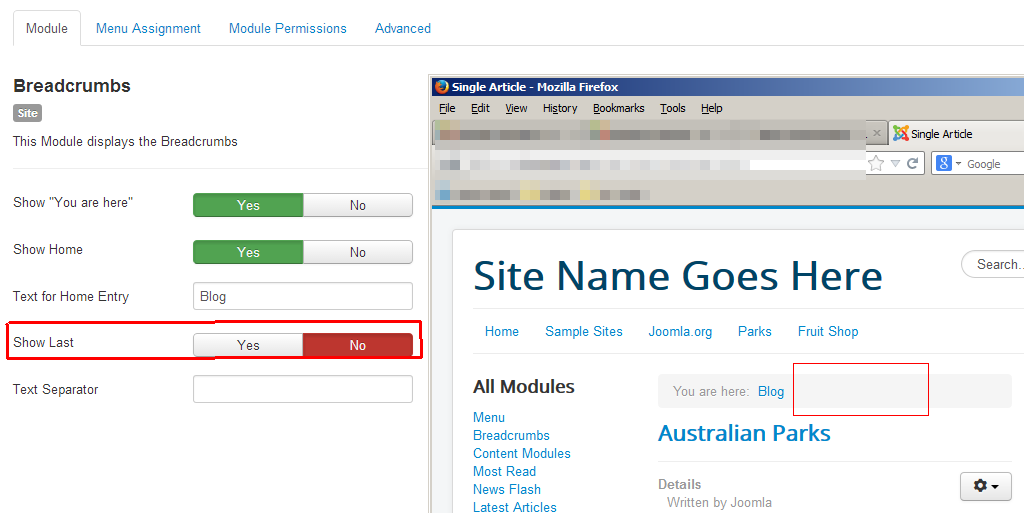 Module Menu Assignment Module Permissions Advanced
Breadcrumbs
Site
This Module displays the Breadcrumbs
Show "You are here" Yes No
Show Home Yes No
Text for Home Entry Blog
Show Last Yes No
Text Separator
Single Article - Mozilla Firefox
File Edit View History Bookmarks Tools Help
Single Article
Google
Site Name Goes Here
Search...
Home Sample Sites Joomla.org Parks Fruit Shop
All Modules
Menu
Breadcrumbs
Content Modules
Most Read
News Flash
Latest Articles
You are here: Blog
Australian Parks
Details
Written by Joomla